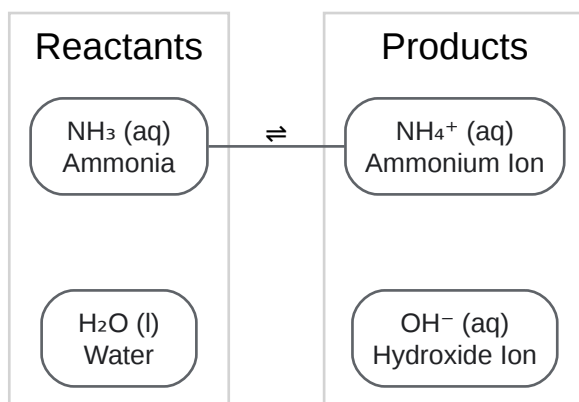 Reactants
Products
NH₃ (aq)
Ammonia
⇌
NH₄⁺ (aq)
Ammonium Ion
H₂O (l)
Water
OH⁻ (aq)
Hydroxide Ion